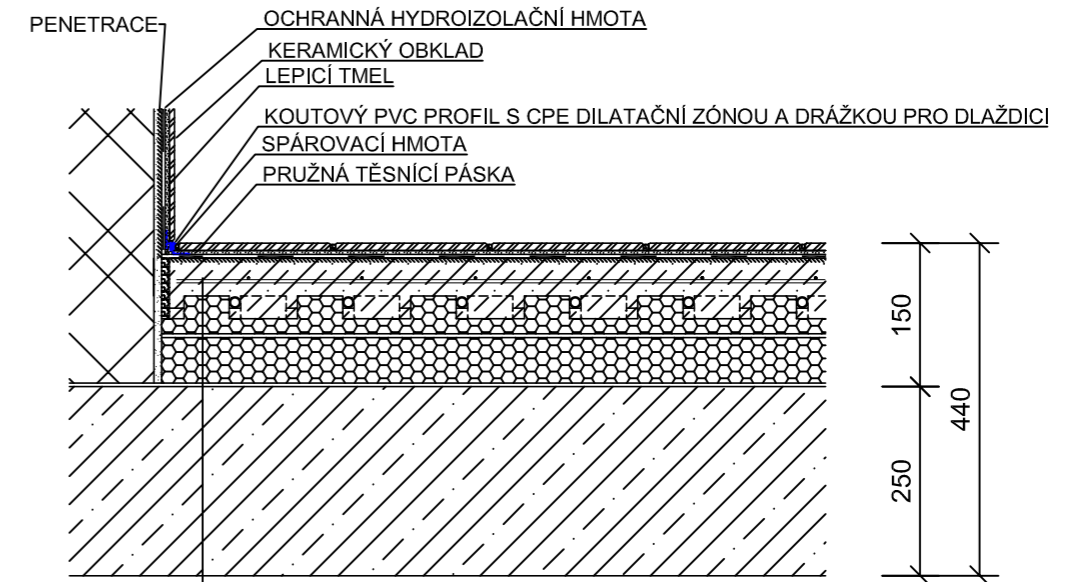 PENETRACE
OCHRANNÁ HYDROIZOLAČNÍ HMOTA
KERAMICKÝ OBKLAD
LEPICÍ TMEL
KOUTOVÝ PVC PROFIL S CPE DILATAČNÍ ZÓNOU A DRÁŽKOU PRO DLAŽDICI
SPÁROVACÍ HMOTA
PRUŽNÁ TĚSNÍCÍ PÁSKA
150
440
250